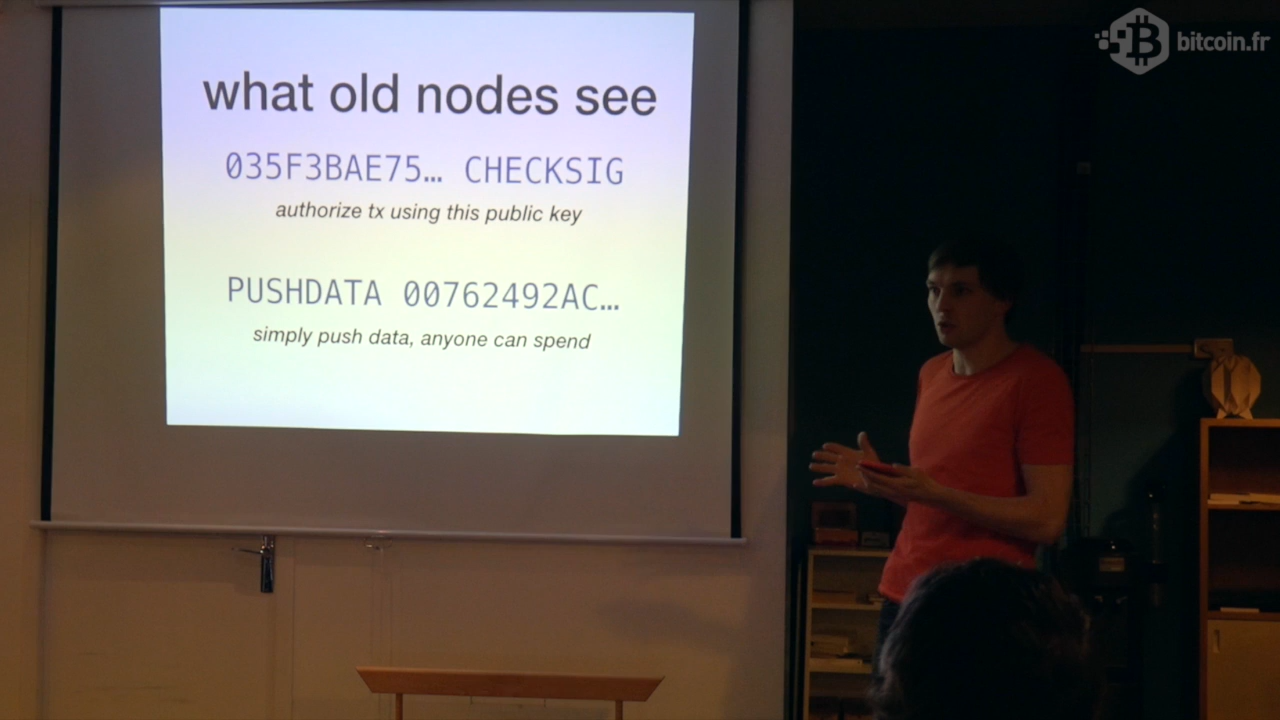 what old nodes see
035F3BAE75… CHECKSIG
authorize tx using this public key
PUSHDATA 00762492AC…
simply push data, anyone can spend
bitcoin.fr